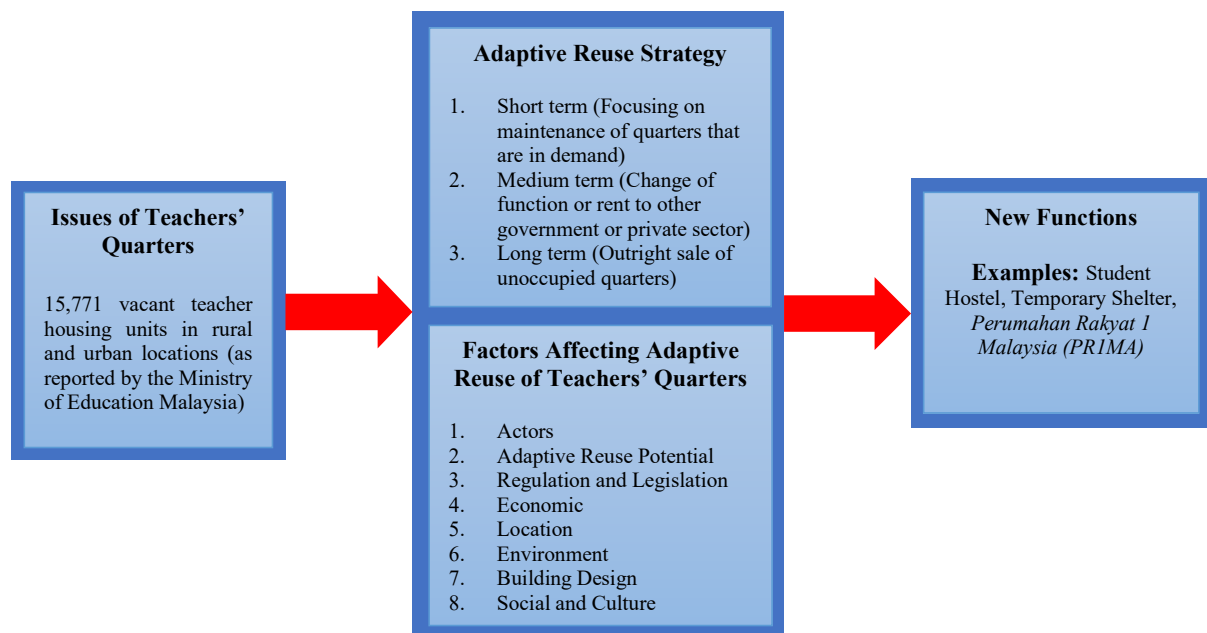 Issues of Teachers’
Quarters
15,771 vacant teacher
housing units in rural
and urban locations (as
reported by the Ministry
of Education Malaysia)
Adaptive Reuse Strategy
1. Short term (Focusing on
maintenance of quarters that
are in demand)
2. Medium term (Change of
function or rent to other
government or private sector)
3. Long term (Outright sale of
unoccupied quarters)
Factors Affecting Adaptive
Reuse of Teachers’ Quarters
1. Actors
2. Adaptive Reuse Potential
3. Regulation and Legislation
4. Economic
5. Location
6. Environment
7. Building Design
8. Social and Culture
New Functions
Examples: Student
Hostel, Temporary Shelter,
Perumahan Rakyat 1
Malaysia (PR1MA)